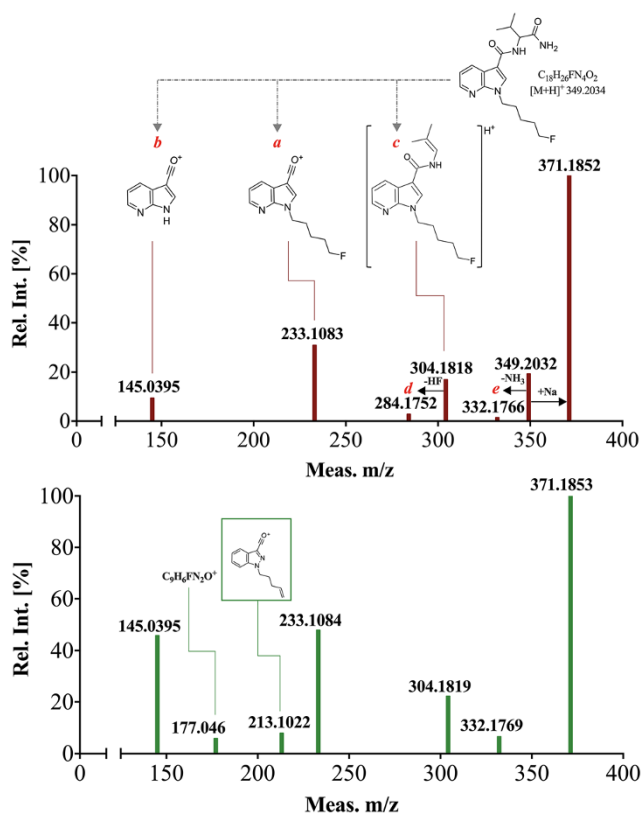 O
N
H
NH₂
O
N
N
F
C₁₈H₂₆FN₄O₂
[M+H]⁺ 349.2034
b
a
c
O⁺
N
N
H
O⁺
N
N
F
O
NH
N
N
F
H⁺
Rel. Int. [%]
100
80
60
40
20
0
371.1852
233.1083
145.0395
304.1818
349.2032
d
-HF
284.1752
e
-NH₃
332.1766
+Na
0
150
200
250
300
350
400
Meas. m/z
Rel. Int. [%]
100
80
60
40
20
0
371.1853
O⁺
N
N
C₉H₆FN₂O⁺
145.0395
233.1084
177.046
213.1022
304.1819
332.1769
0
150
200
250
300
350
400
Meas. m/z